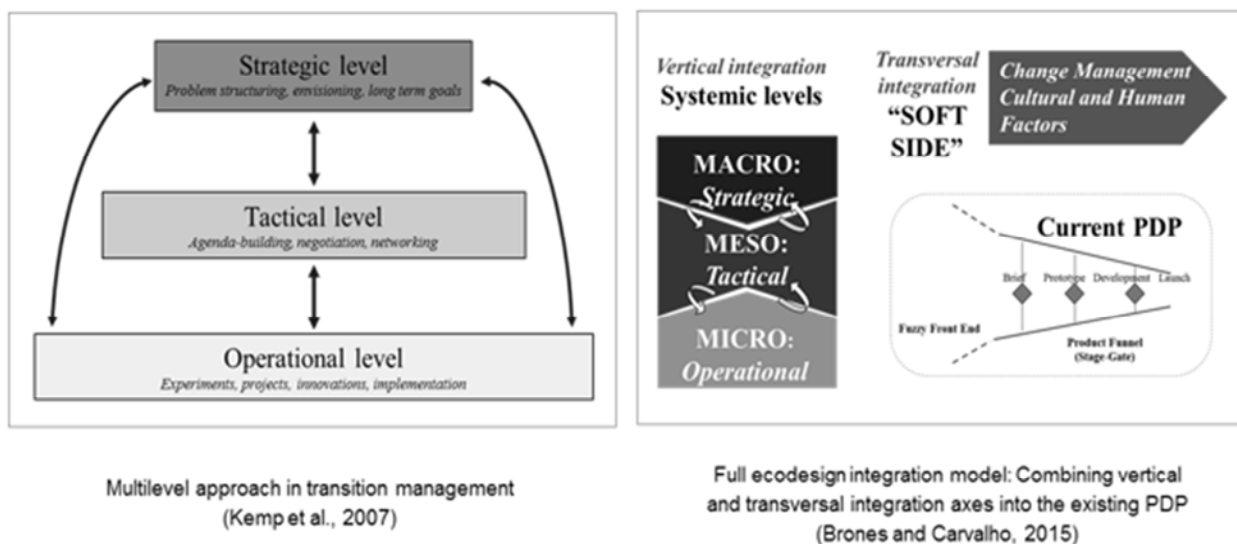 Strategic level
Problem structuring, envisioning, long term goals
Tactical level
Agenda-building, negotiation, networking
Operational level
Experiments, projects, innovations, implementation
Multilevel approach in transition management
(Kemp et al., 2007)
Vertical integration
Systemic levels
MACRO:
Strategic
MESO:
Tactical
MICRO:
Operational
Transversal
integration
“SOFT
SIDE”
Change Management
Cultural and Human
Factors
Current PDP
Brief Prototype Development Launch
Fuzzy Front End
Product Funnel
(Stage-Gate)
Full ecodesign integration model: Combining vertical
and transversal integration axes into the existing PDP
(Brones and Carvalho, 2015)